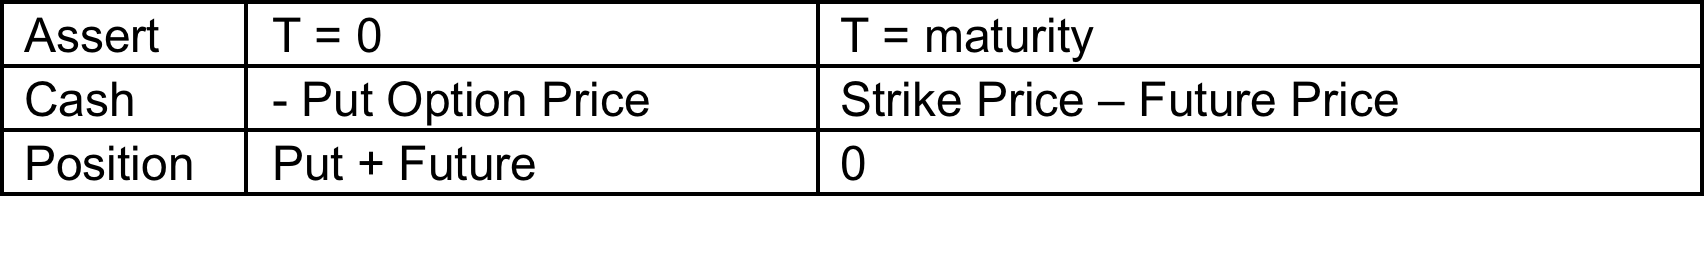 Assert T = 0 T = maturity
Cash - Put Option Price Strike Price – Future Price
Position Put + Future 0